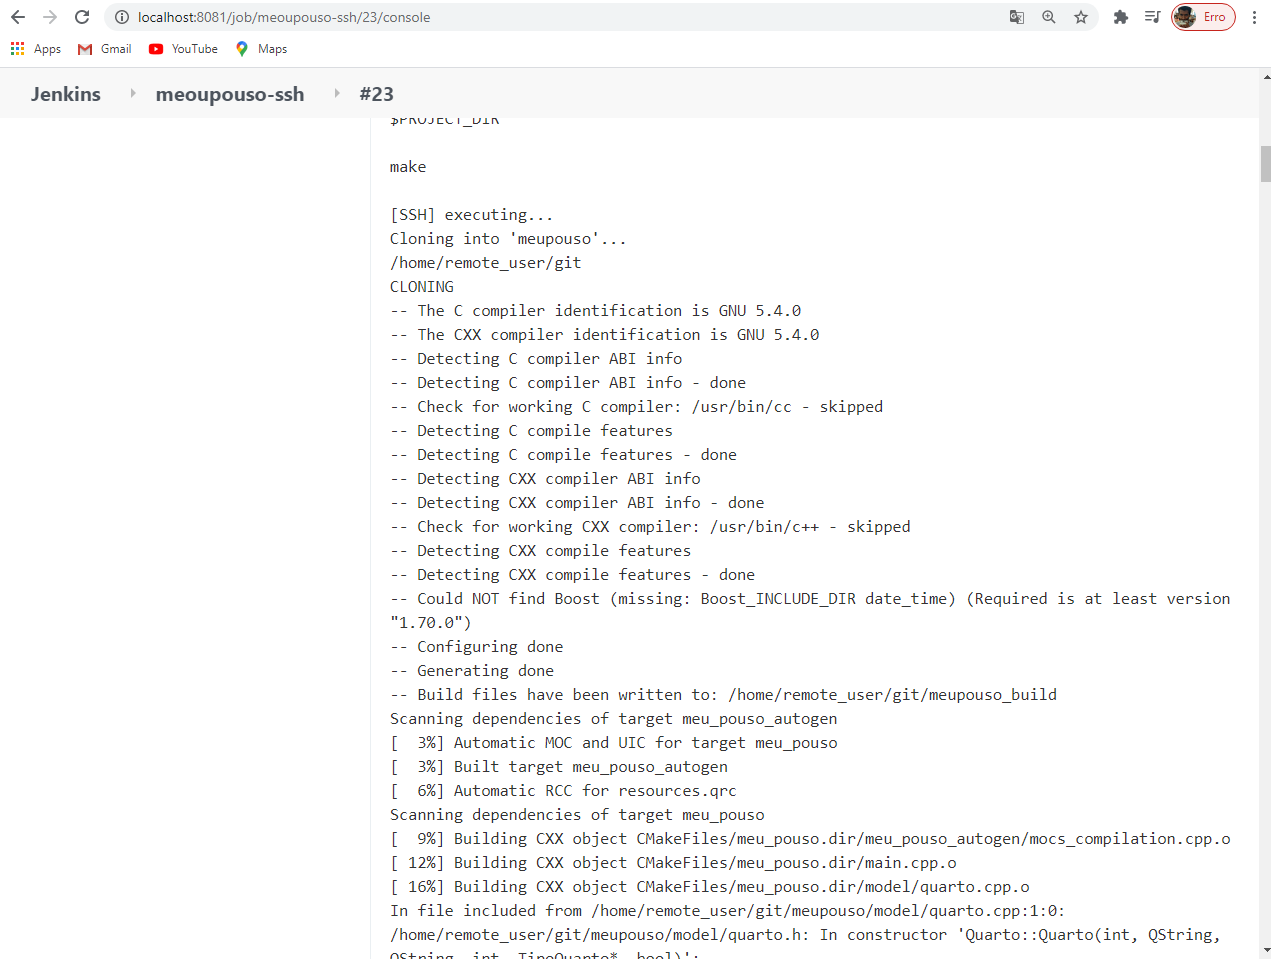 localhost:8081/job/meoupouso-ssh/23/console
Erro
Apps Gmail YouTube Maps
Jenkins meoupouso-ssh #23
$PROJECT_DIR
make
[SSH] executing...
Cloning into 'meupouso'...
/home/remote_user/git
CLONING
-- The C compiler identification is GNU 5.4.0
-- The CXX compiler identification is GNU 5.4.0
-- Detecting C compiler ABI info
-- Detecting C compiler ABI info - done
-- Check for working C compiler: /usr/bin/cc - skipped
-- Detecting C compile features
-- Detecting C compile features - done
-- Detecting CXX compiler ABI info
-- Detecting CXX compiler ABI info - done
-- Check for working CXX compiler: /usr/bin/c++ - skipped
-- Detecting CXX compile features
-- Detecting CXX compile features - done
-- Could NOT find Boost (missing: Boost_INCLUDE_DIR date_time) (Required is at least version
"1.70.0")
-- Configuring done
-- Generating done
-- Build files have been written to: /home/remote_user/git/meupouso_build
Scanning dependencies of target meu_pouso_autogen
[  3%] Automatic MOC and UIC for target meu_pouso
[  3%] Built target meu_pouso_autogen
[  6%] Automatic RCC for resources.qrc
Scanning dependencies of target meu_pouso
[  9%] Building CXX object CMakeFiles/meu_pouso.dir/meu_pouso_autogen/mocs_compilation.cpp.o
[ 12%] Building CXX object CMakeFiles/meu_pouso.dir/main.cpp.o
[ 16%] Building CXX object CMakeFiles/meu_pouso.dir/model/quarto.cpp.o
In file included from /home/remote_user/git/meupouso/model/quarto.cpp:1:0:
/home/remote_user/git/meupouso/model/quarto.h: In constructor 'Quarto::Quarto(int, QString,
QString, int, TipoQuarto*, bool)':